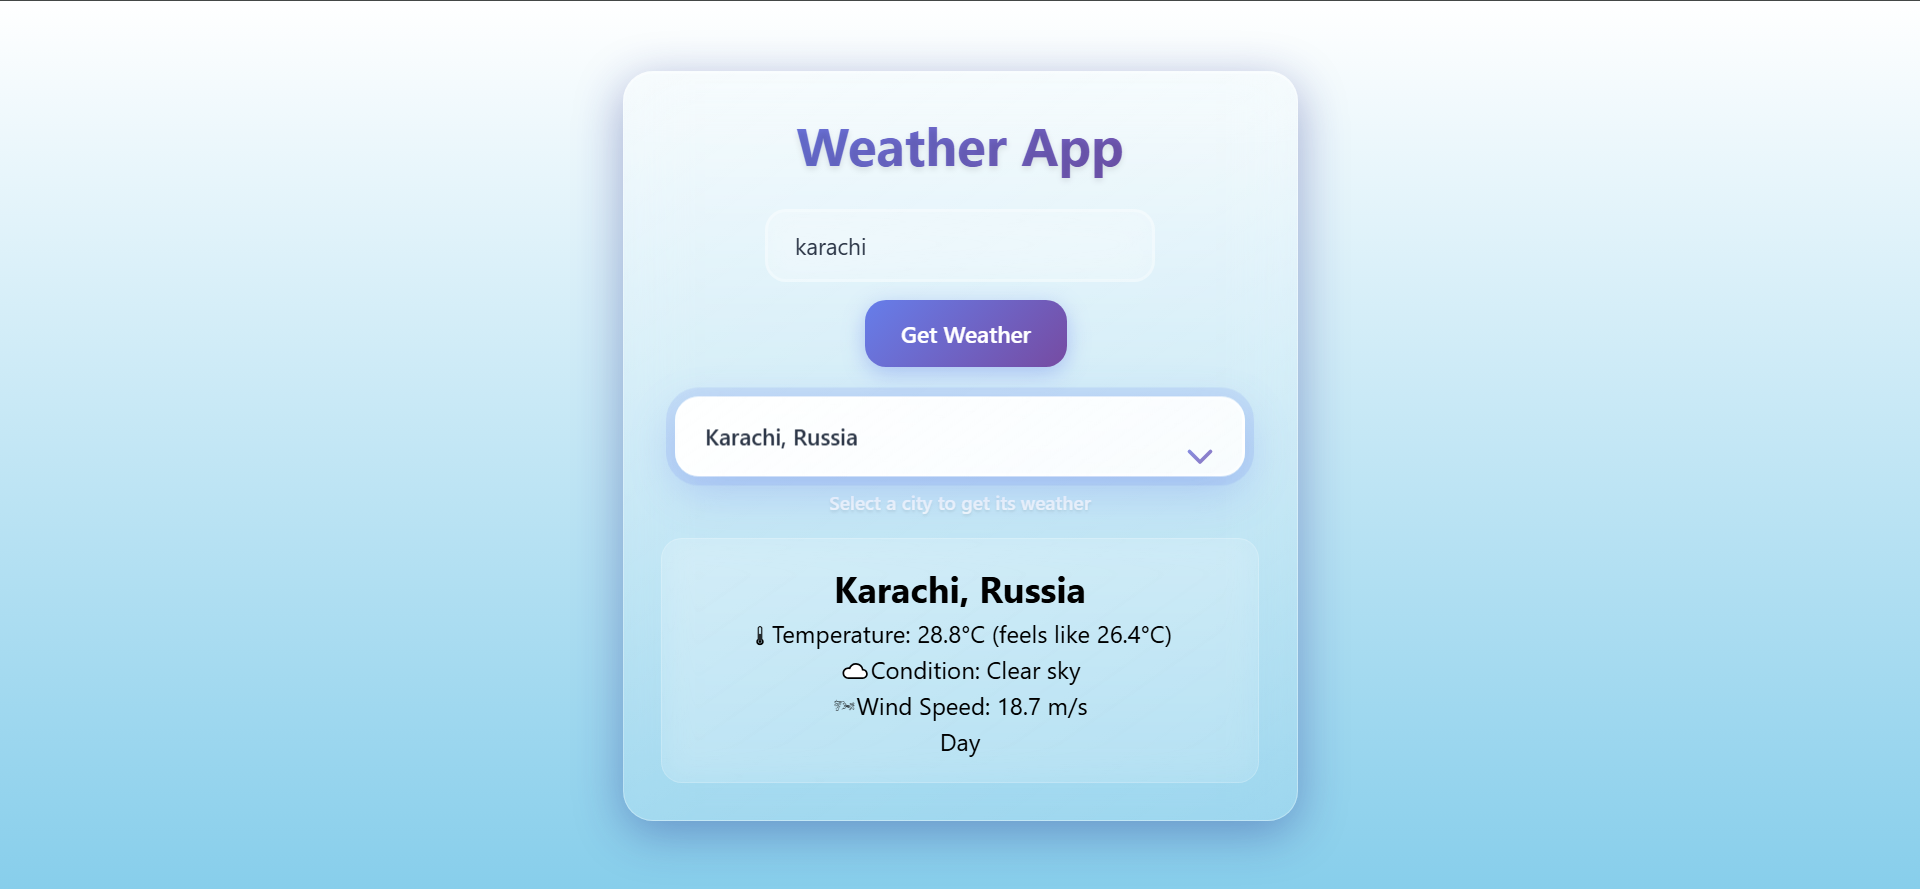 Weather App
karachi
Get Weather
Karachi, Russia
Select a city to get its weather
Karachi, Russia
🌡Temperature: 28.8°C (feels like 26.4°C)
☁Condition: Clear sky
🌬Wind Speed: 18.7 m/s
Day